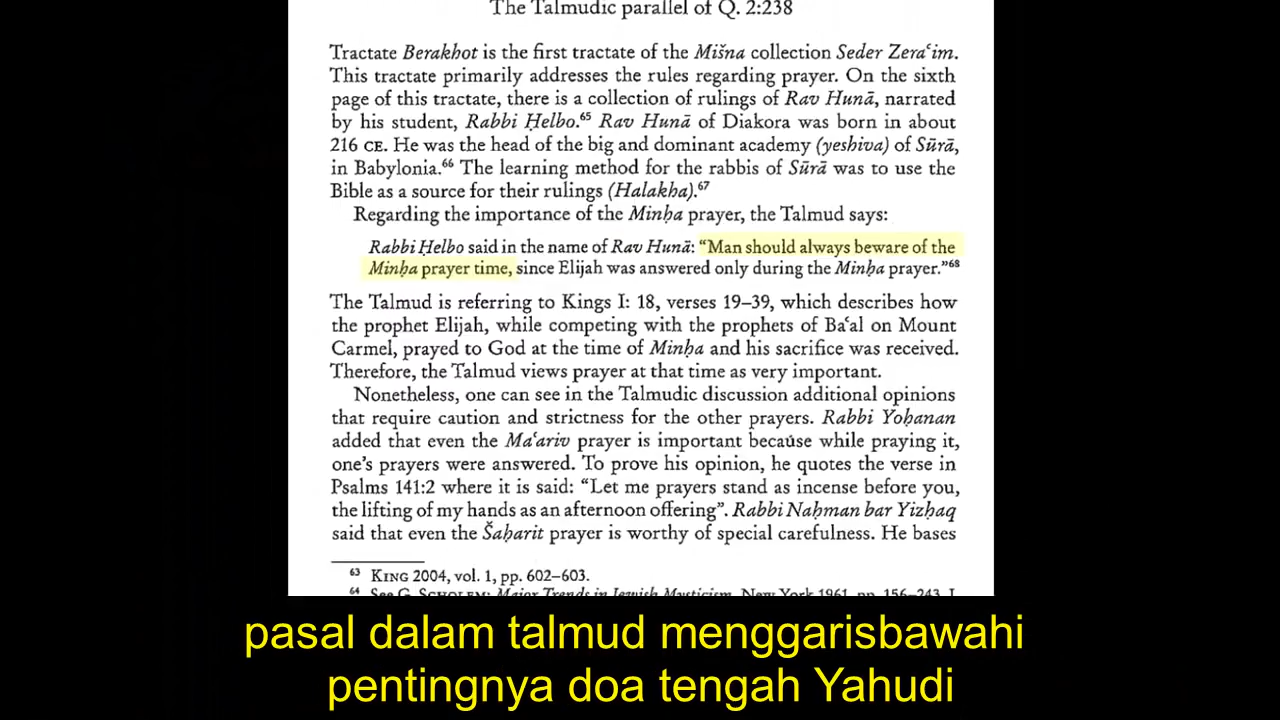 The Talmudic parallel of Q. 2:238
Tractate Berakhot is the first tractate of the Mišna collection Seder Zeraʿim.
This tractate primarily addresses the rules regarding prayer. On the sixth
page of this tractate, there is a collection of rulings of Rav Hunā, narrated
by his student, Rabbi Ḥelbo.⁶⁵ Rav Hunā of Diakora was born in about
216 CE. He was the head of the big and dominant academy (yeshiva) of Sūrā,
in Babylonia.⁶⁶ The learning method for the rabbis of Sūrā was to use the
Bible as a source for their rulings (Halakha).⁶⁷
Regarding the importance of the Minḥa prayer, the Talmud says:
Rabbi Ḥelbo said in the name of Rav Hunā: “Man should always beware of the
Minḥa prayer time, since Elijah was answered only during the Minḥa prayer.”⁶⁸
The Talmud is referring to Kings I: 18, verses 19–39, which describes how
the prophet Elijah, while competing with the prophets of Baʿal on Mount
Carmel, prayed to God at the time of Minḥa and his sacrifice was received.
Therefore, the Talmud views prayer at that time as very important.
Nonetheless, one can see in the Talmudic discussion additional opinions
that require caution and strictness for the other prayers. Rabbi Yoḥanan
added that even the Maʿariv prayer is important because while praying it,
one’s prayers were answered. To prove his opinion, he quotes the verse in
Psalms 141:2 where it is said: “Let me prayers stand as incense before you,
the lifting of my hands as an afternoon offering”. Rabbi Naḥman bar Yizḥaq
said that even the Šaḥarit prayer is worthy of special carefulness. He bases
⁶³ KING 2004, vol. 1, pp. 602–603.
⁶⁴ See G. SCHOLEM: Major Trends in Jewish Mysticism. New York 1961, pp. 156–243. I.
pasal dalam talmud menggarisbawahi
pentingnya doa tengah Yahudi